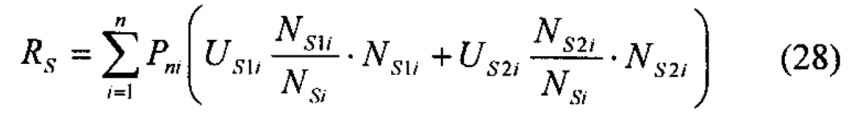 R_S = \sum_{i=1}^{n} P_{ni} \left( U_{S1i} \frac{N_{S1i}}{N_{Si}} \cdot N_{S1i} + U_{S2i} \frac{N_{S2i}}{N_{Si}} \cdot N_{S2i} \right) (28)